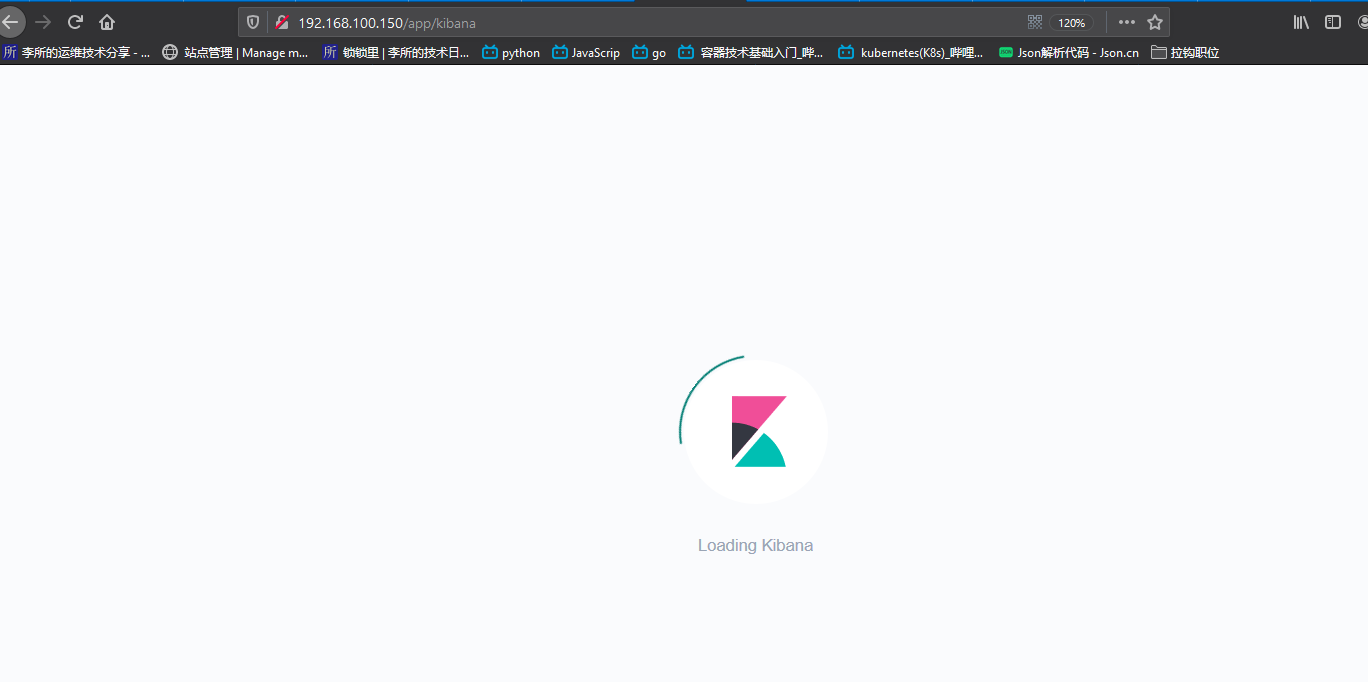 192.168.100.150/app/kibana
120%
所 李所的运维技术分享 - ...
站点管理 | Manage m...
所 锁锁里 | 李所的技术日...
python
JavaScrip
go
容器技术基础入门_哔...
kubernetes(K8s)_哔哩...
Json解析代码 - Json.cn
拉钩职位
Loading Kibana